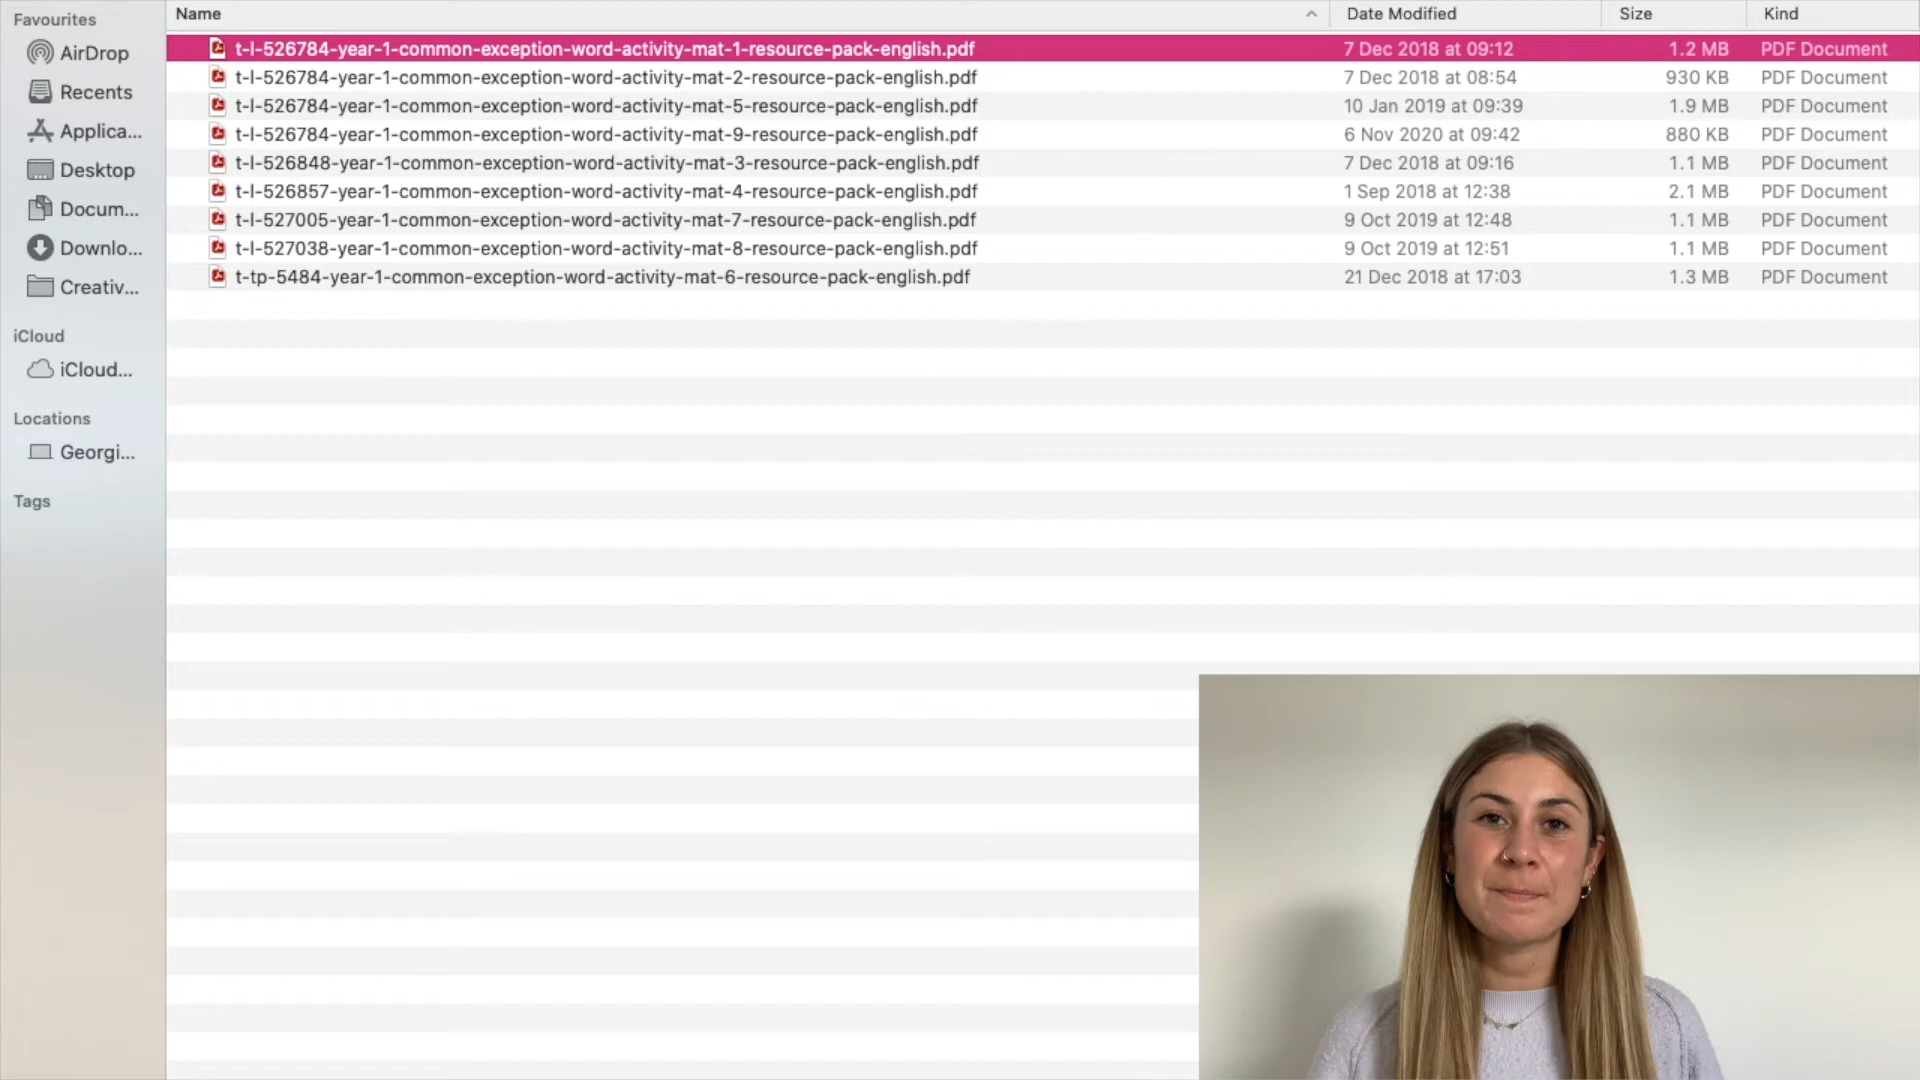 Favourites
AirDrop
Recents
Applica...
Desktop
Docum...
Downlo...
Creativ...
iCloud
iCloud...
Locations
Georgi...
Tags
Name Date Modified Size Kind
t-l-526784-year-1-common-exception-word-activity-mat-1-resource-pack-english.pdf 7 Dec 2018 at 09:12 1.2 MB PDF Document
t-l-526784-year-1-common-exception-word-activity-mat-2-resource-pack-english.pdf 7 Dec 2018 at 08:54 930 KB PDF Document
t-l-526784-year-1-common-exception-word-activity-mat-5-resource-pack-english.pdf 10 Jan 2019 at 09:39 1.9 MB PDF Document
t-l-526784-year-1-common-exception-word-activity-mat-9-resource-pack-english.pdf 6 Nov 2020 at 09:42 880 KB PDF Document
t-l-526848-year-1-common-exception-word-activity-mat-3-resource-pack-english.pdf 7 Dec 2018 at 09:16 1.1 MB PDF Document
t-l-526857-year-1-common-exception-word-activity-mat-4-resource-pack-english.pdf 1 Sep 2018 at 12:38 2.1 MB PDF Document
t-l-527005-year-1-common-exception-word-activity-mat-7-resource-pack-english.pdf 9 Oct 2019 at 12:48 1.1 MB PDF Document
t-l-527038-year-1-common-exception-word-activity-mat-8-resource-pack-english.pdf 9 Oct 2019 at 12:51 1.1 MB PDF Document
t-tp-5484-year-1-common-exception-word-activity-mat-6-resource-pack-english.pdf 21 Dec 2018 at 17:03 1.3 MB PDF Document